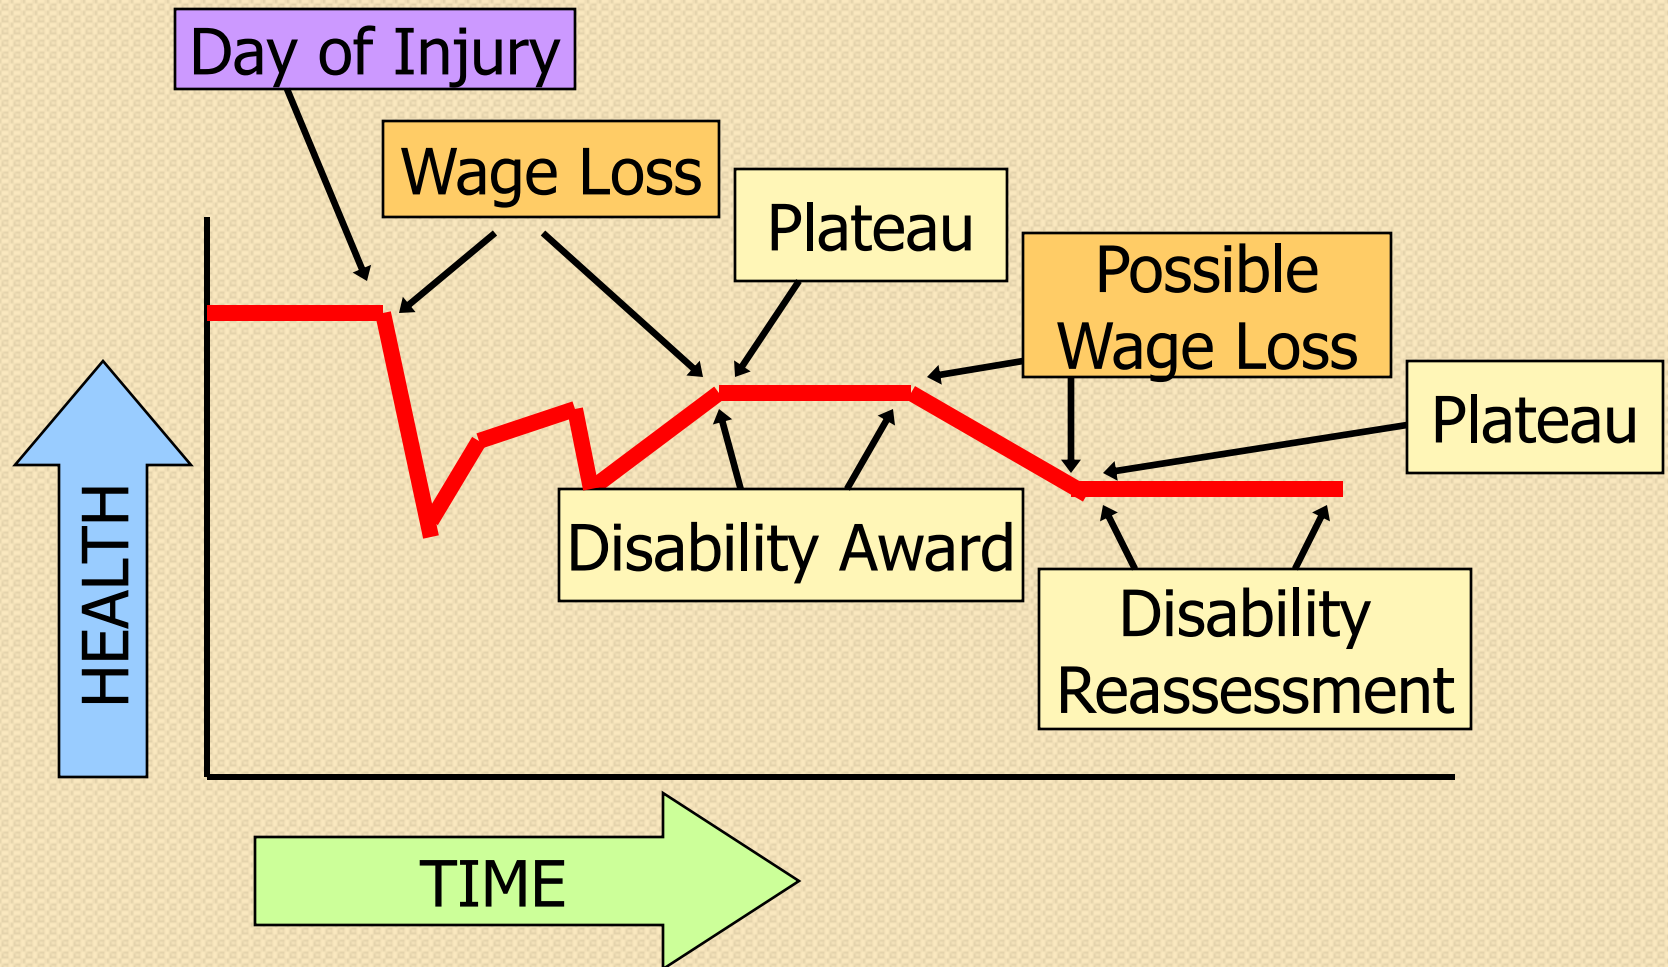 Day of Injury
Wage Loss
Plateau
Possible
Wage Loss
Plateau
Disability Award
Disability
Reassessment
HEALTH
TIME